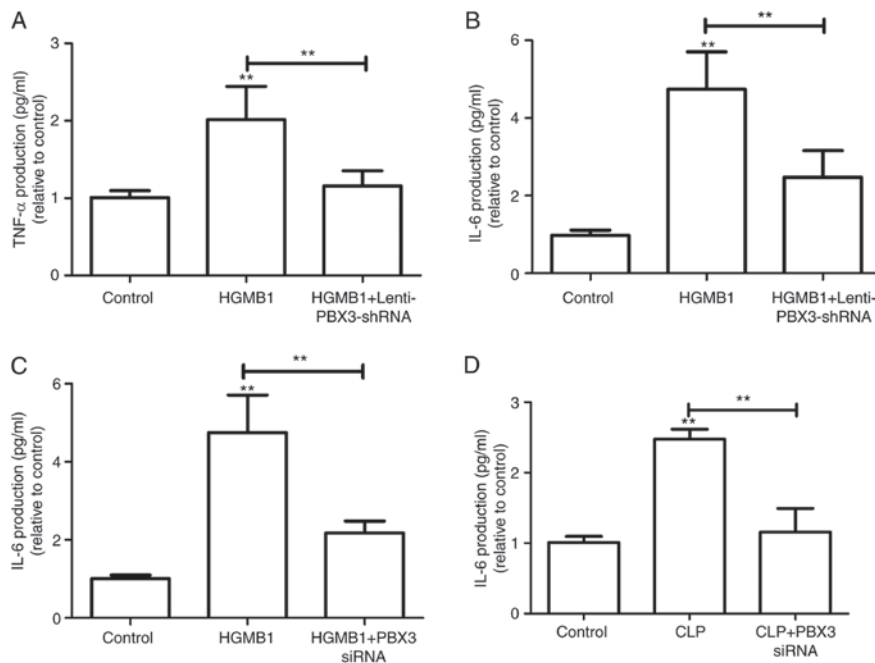 A
TNF-α production (pg/ml)
(relative to control)
3
2
1
0
**
**
Control
HGMB1
HGMB1+Lenti-
PBX3-shRNA
B
IL-6 production (pg/ml)
(relative to control)
6
4
2
0
**
**
Control
HGMB1
HGMB1+Lenti-
PBX3-shRNA
C
IL-6 production (pg/ml)
(relative to control)
6
4
2
0
**
**
Control
HGMB1
HGMB1+PBX3
siRNA
D
IL-6 production (pg/ml)
(relative to control)
3
2
1
0
**
**
Control
CLP
CLP+PBX3
siRNA